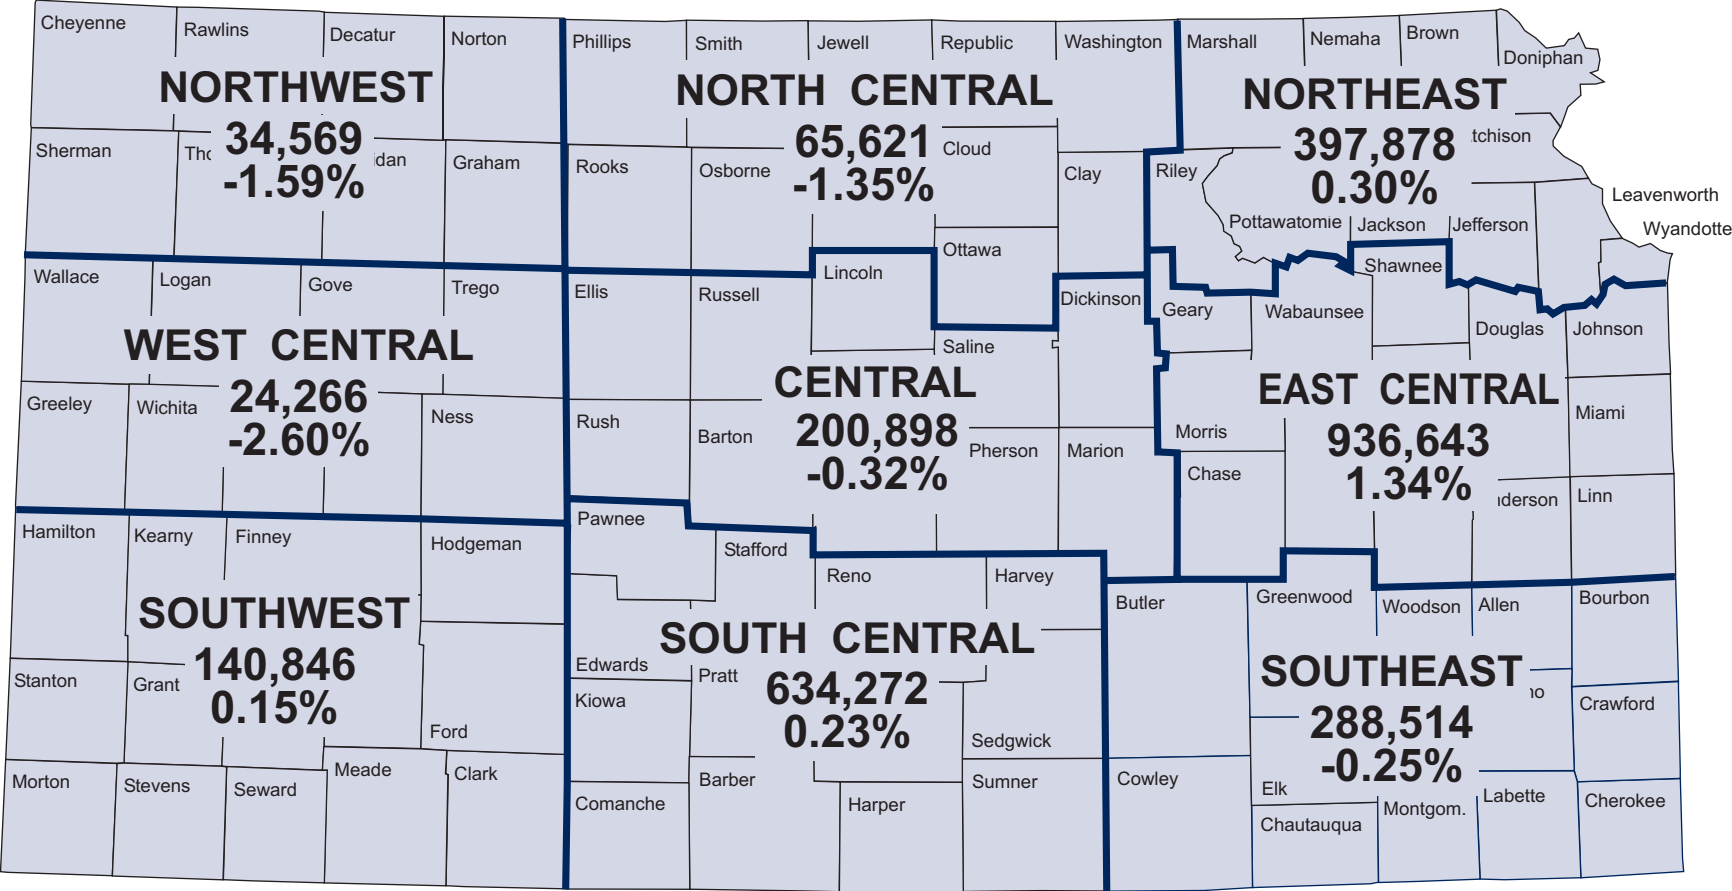 Cheyenne
Rawlins
Decatur
Norton
Phillips
Smith
Jewell
Republic
Washington
Marshall
Nemaha
Brown
Doniphan
NORTHWEST
34,569
-1.59%
NORTH CENTRAL
65,621
-1.35%
NORTHEAST
397,878
0.30%
Sherman
Graham
Rooks
Osborne
Cloud
Clay
Riley
Pottawatomie
Jackson
Jefferson
Leavenworth
Wyandotte
Wallace
Logan
Gove
Trego
Ellis
Russell
Lincoln
Ottawa
Dickinson
Geary
Wabaunsee
Shawnee
Douglas
Johnson
WEST CENTRAL
24,266
-2.60%
Saline
CENTRAL
200,898
-0.32%
EAST CENTRAL
936,643
1.34%
Greeley
Wichita
Ness
Rush
Barton
Pherson
Marion
Morris
Chase
Miami
nderson
Linn
Hamilton
Kearny
Finney
Hodgeman
Pawnee
Stafford
Reno
Harvey
Butler
Greenwood
Woodson
Allen
Bourbon
SOUTHWEST
140,846
0.15%
SOUTH CENTRAL
634,272
0.23%
SOUTHEAST
288,514
-0.25%
Stanton
Grant
Ford
Edwards
Pratt
Kiowa
Sedgwick
no
Crawford
Morton
Stevens
Seward
Meade
Clark
Comanche
Barber
Harper
Sumner
Cowley
Elk
Chautauqua
Montgom.
Labette
Cherokee
tchison
idan